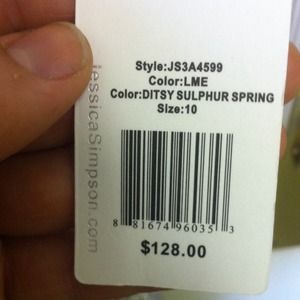 Style:JS3A4599
Color:LME
Color:DITSY SULPHUR SPRING
Size:10
8 81674 96035 3
$128.00
jessicaSimpson.com